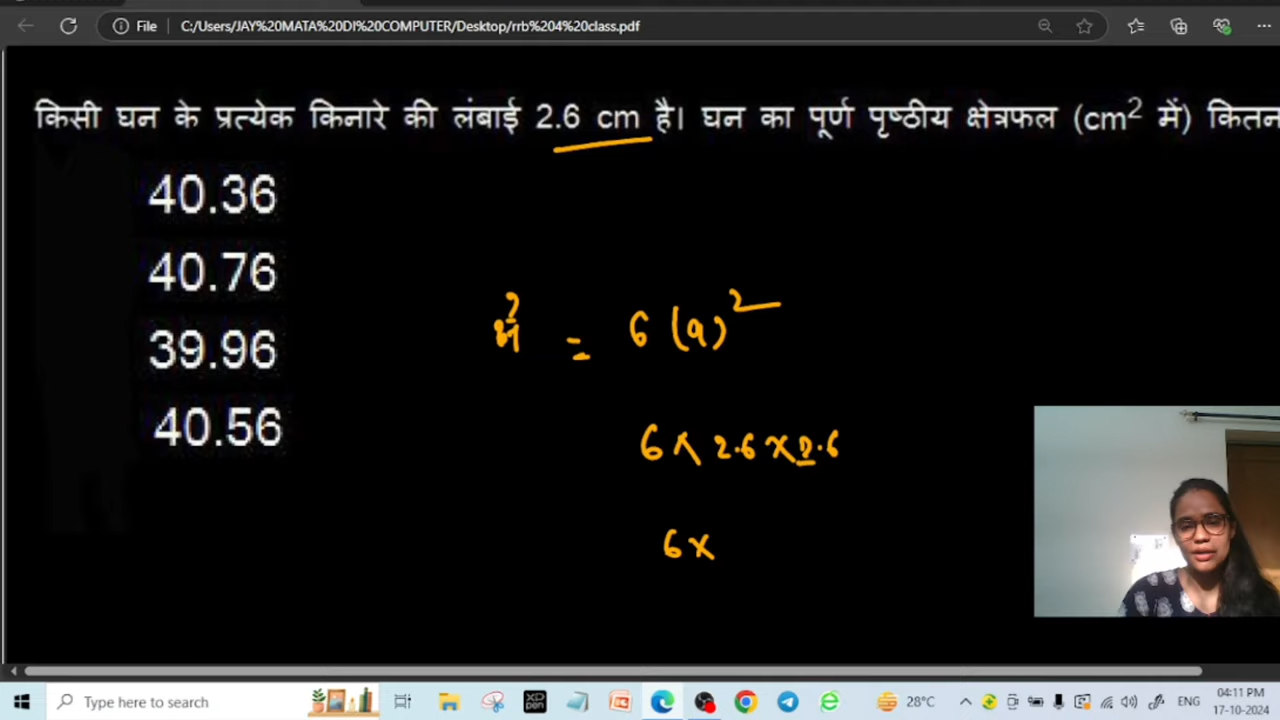 File C:/Users/JAY%20MATA%20DI%20COMPUTER/Desktop/rrb%204%20class.pdf
किसी घन के प्रत्येक किनारे की लंबाई 2.6 cm है। घन का पूर्ण पृष्ठीय क्षेत्रफल (cm² में) कितन
40.36
40.76
39.96
40.56
= 6 (a)²
6 × 2.6 × 2.6
6 ×
Type here to search
28°C
ENG
04:11 PM
17-10-2024